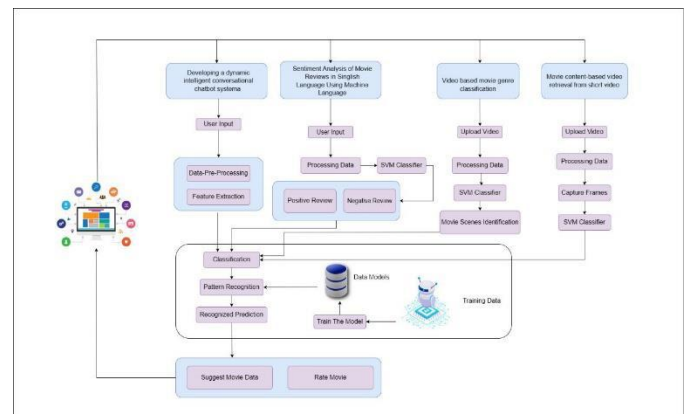 Developing a dynamic
intelligent conversational
chatbot systema
Sentiment Analysis of Movie
Reviews in Singlish
Language Using Machine
Language
Video based movie genre
classification
Movie content-based video
retrieval from short video
User Input
User Input
Upload Video
Upload Video
Data-Pre-Processing
Feature Extraction
Processing Data
SVM Classifier
Positive Review
Negative Review
Processing Data
SVM Classifier
Movie Scenes Identification
Processing Data
Capture Frames
SVM Classifier
Classification
Pattern Recognition
Recognized Prediction
Data Models
Train The Model
Training Data
Suggest Movie Data
Rate Movie